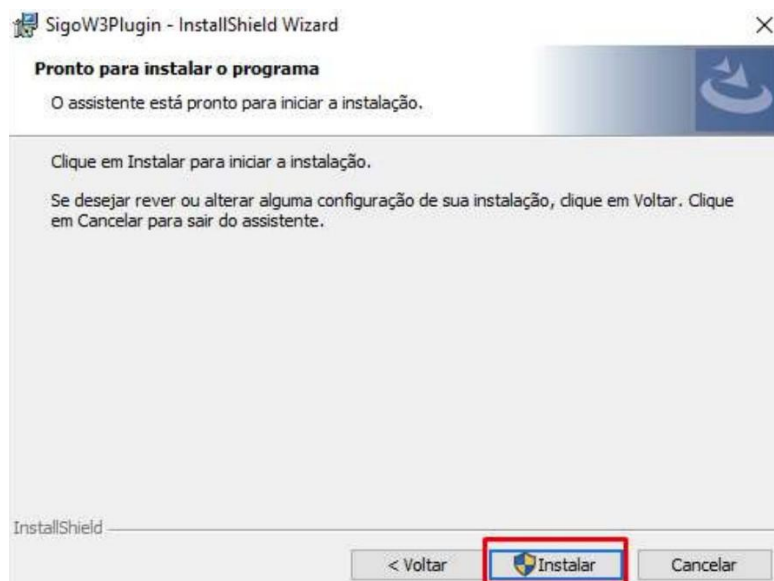 SigoW3Plugin - InstallShield Wizard
Pronto para instalar o programa
O assistente está pronto para iniciar a instalação.
Clique em Instalar para iniciar a instalação.
Se desejar rever ou alterar alguma configuração de sua instalação, clique em Voltar. Clique
em Cancelar para sair do assistente.
InstallShield
< Voltar
Instalar
Cancelar